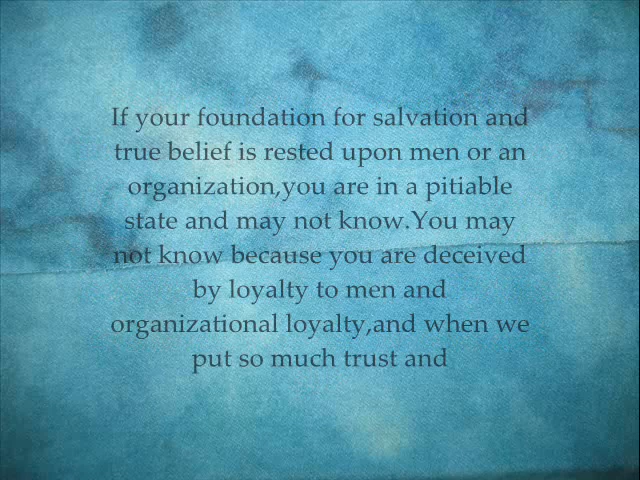 If your foundation for salvation and
true belief is rested upon men or an
organization,you are in a pitiable
state and may not know.You may
not know because you are deceived
by loyalty to men and
organizational loyalty,and when we
put so much trust and